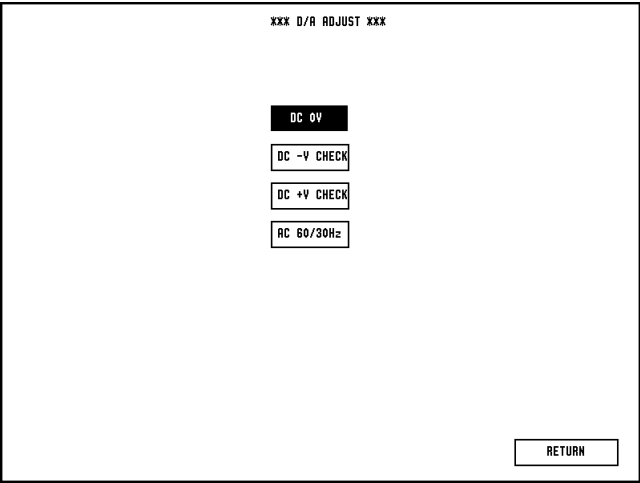 *** D/A ADJUST ***
DC 0V
DC -V CHECK
DC +V CHECK
AC 60/30Hz
RETURN